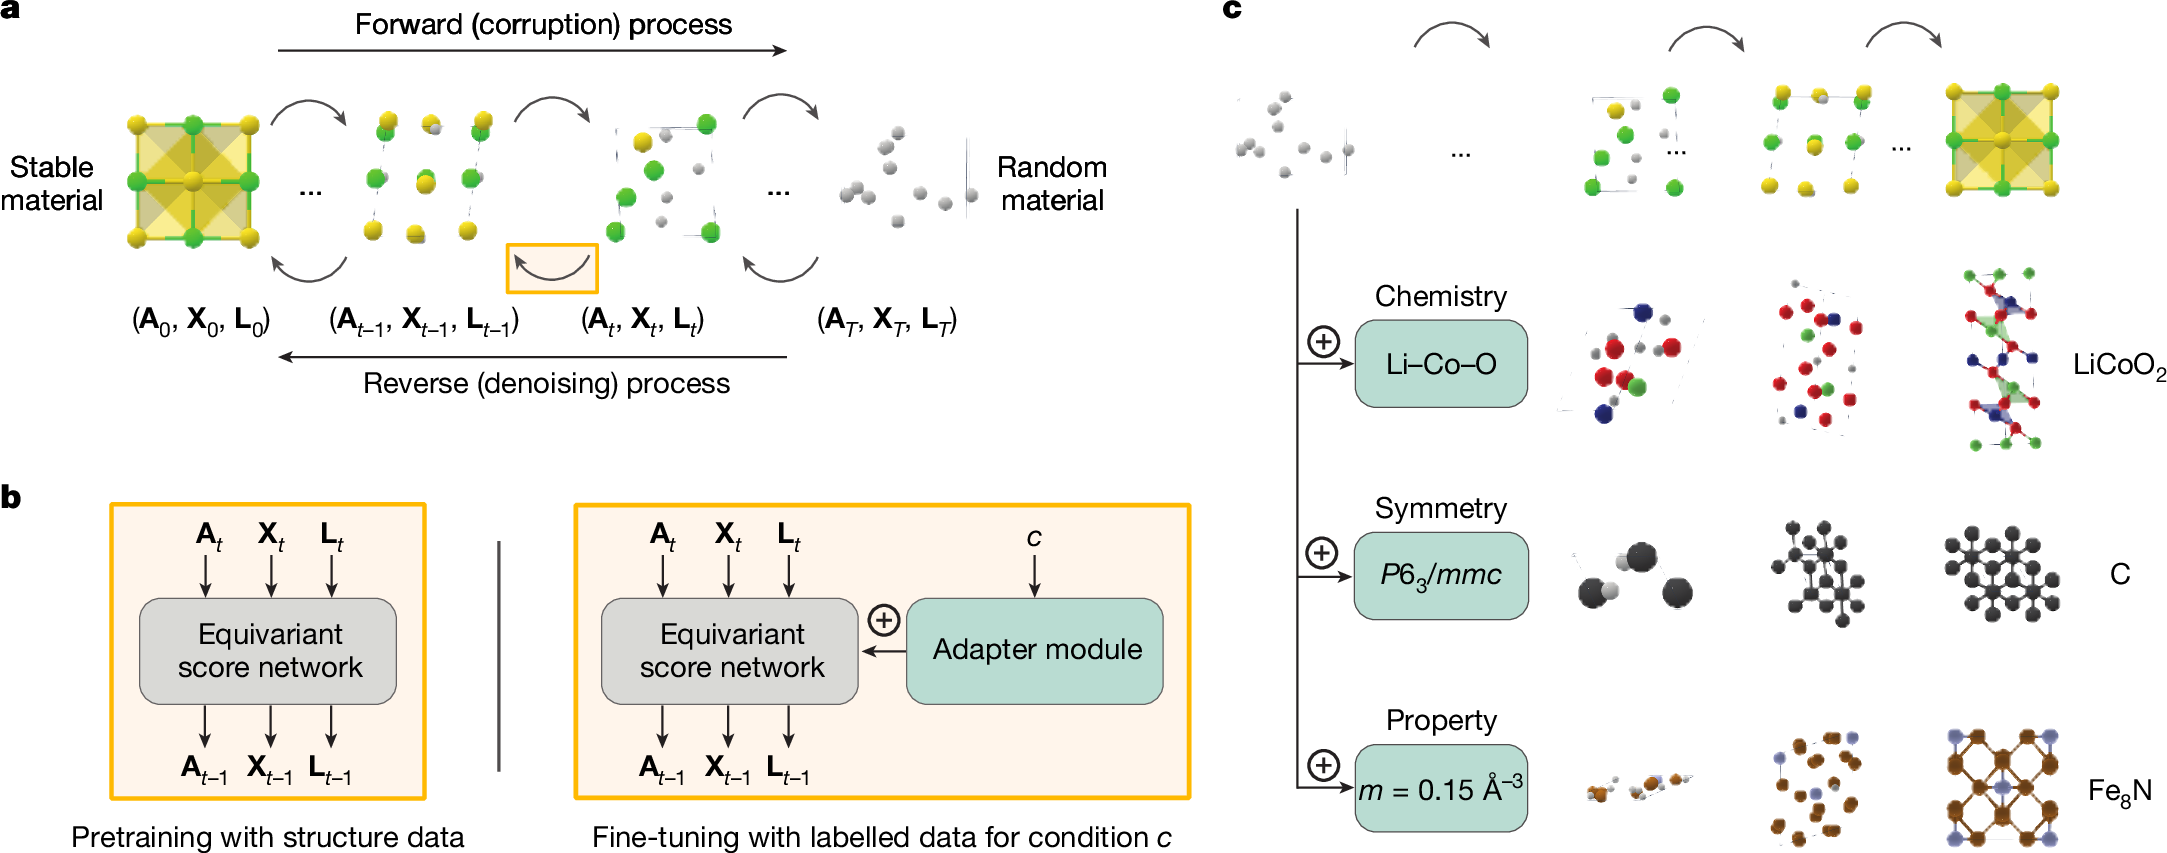 a
Forward (corruption) process
Stable
material
...
...
Random
material
(A₀, X₀, L₀)
(Aₜ₋₁, Xₜ₋₁, Lₜ₋₁)
(Aₜ, Xₜ, Lₜ)
(A_T, X_T, L_T)
Reverse (denoising) process
b
Aₜ Xₜ Lₜ
Equivariant
score network
Aₜ₋₁ Xₜ₋₁ Lₜ₋₁
Pretraining with structure data
Aₜ Xₜ Lₜ
c
Equivariant
score network
+
Adapter module
Aₜ₋₁ Xₜ₋₁ Lₜ₋₁
Fine-tuning with labelled data for condition c
c
...
...
...
Chemistry
+
Li–Co–O
LiCoO₂
Symmetry
+
P6₃/mmc
C
Property
+
m = 0.15 Å⁻³
Fe₈N